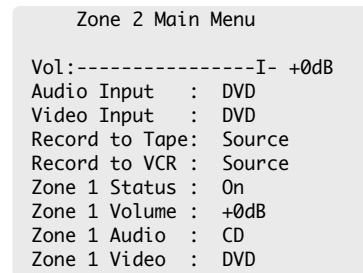 Zone 2 Main Menu
Vol:----------------I- +0dB
Audio Input   :  DVD
Video Input   :  DVD
Record to Tape:  Source
Record to VCR :  Source
Zone 1 Status :  On
Zone 1 Volume :  +0dB
Zone 1 Audio  :  CD
Zone 1 Video  :  DVD